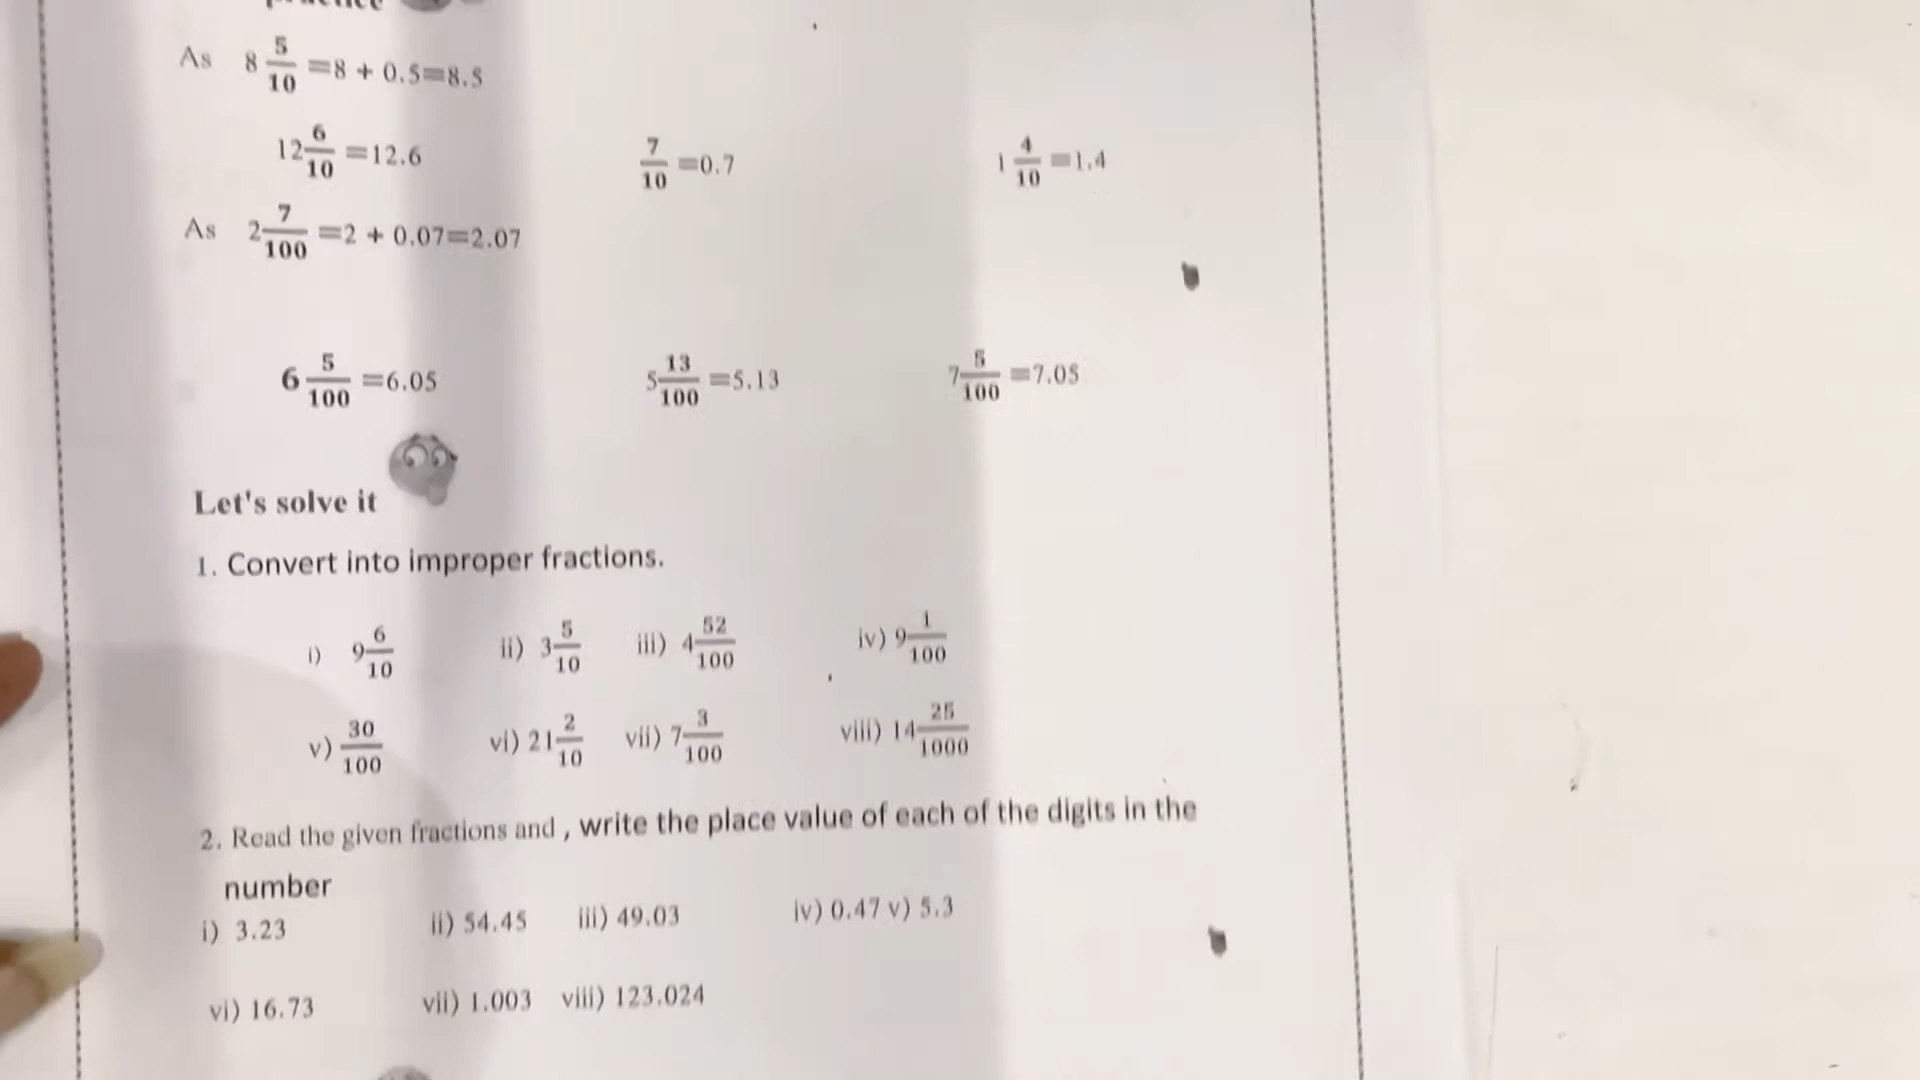 As 8 5/10 =8 + 0.5=8.5
12 6/10 =12.6 7/10 =0.7 1 4/10 =1.4
As 2 7/100 =2 + 0.07=2.07
6 5/100 =6.05 5 13/100 =5.13 7 5/100 =7.05
Let's solve it
1. Convert into improper fractions.
i) 9 6/10 ii) 3 5/10 iii) 4 52/100 iv) 9 1/100
v) 30/100 vi) 21 2/10 vii) 7 3/100 viii) 14 25/1000
2. Read the given fractions and , write the place value of each of the digits in the
number
i) 3.23 ii) 54.45 iii) 49.03 iv) 0.47 v) 5.3
vi) 16.73 vii) 1.003 viii) 123.024